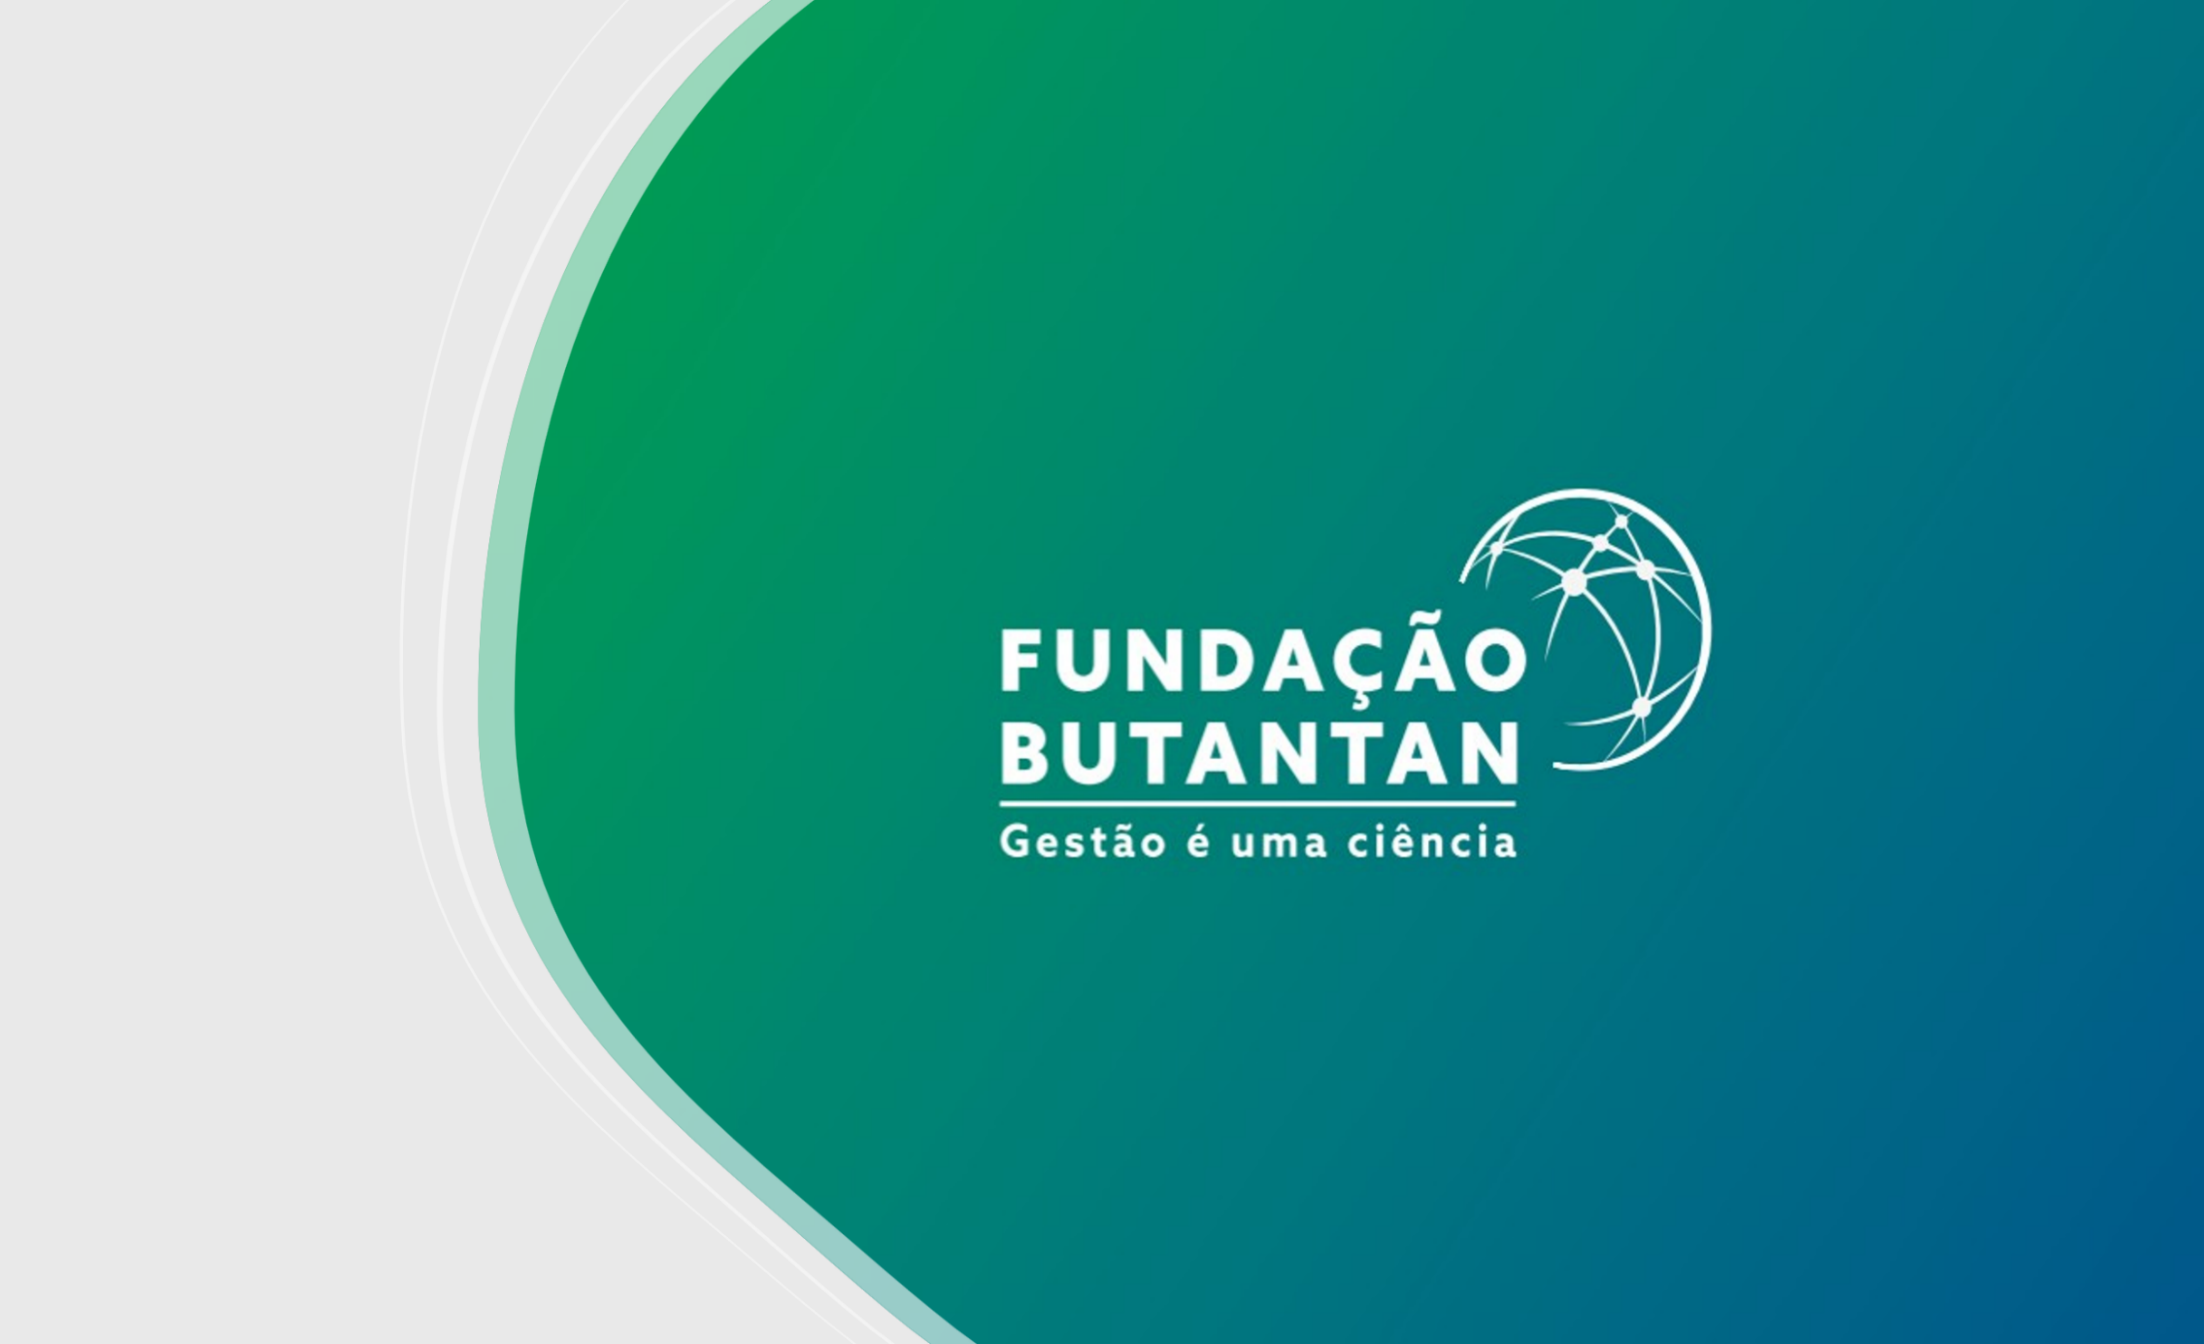 FUNDAÇÃO
BUTANTAN
Gestão é uma ciência